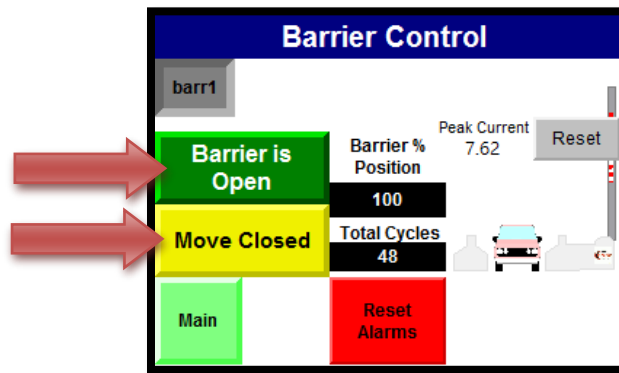 Barrier Control
barr1
Peak Current
7.62
Reset
Barrier is
Open
Barrier %
Position
100
Move Closed
Total Cycles
48
Main
Reset
Alarms